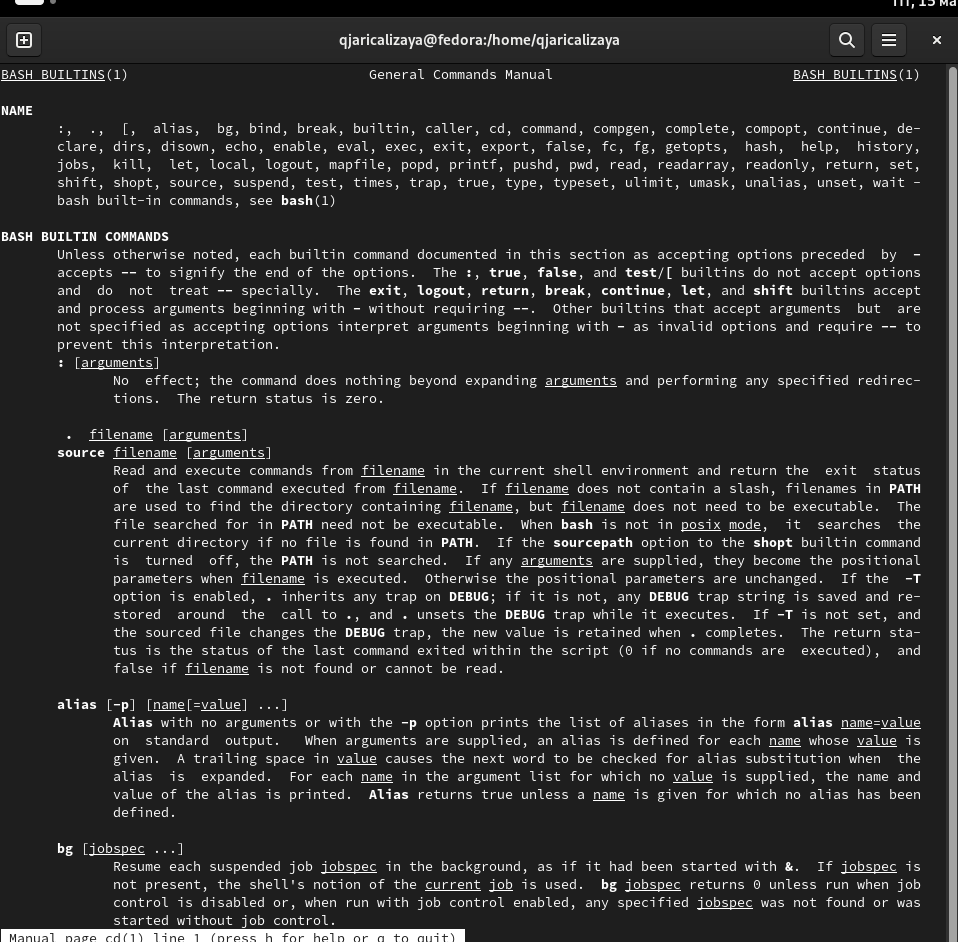 Пт, 15 ма
qjaricalizaya@fedora:/home/qjaricalizaya
BASH BUILTINS(1) General Commands Manual BASH BUILTINS(1)
NAME
:, ., [, alias, bg, bind, break, builtin, caller, cd, command, compgen, complete, compopt, continue, de-
clare, dirs, disown, echo, enable, eval, exec, exit, export, false, fc, fg, getopts, hash, help, history,
jobs, kill, let, local, logout, mapfile, popd, printf, pushd, pwd, read, readarray, readonly, return, set,
shift, shopt, source, suspend, test, times, trap, true, type, typeset, ulimit, umask, unalias, unset, wait -
bash built-in commands, see bash(1)
BASH BUILTIN COMMANDS
Unless otherwise noted, each builtin command documented in this section as accepting options preceded by -
accepts -- to signify the end of the options. The :, true, false, and test/[ builtins do not accept options
and do not treat -- specially. The exit, logout, return, break, continue, let, and shift builtins accept
and process arguments beginning with - without requiring --. Other builtins that accept arguments but are
not specified as accepting options interpret arguments beginning with - as invalid options and require -- to
prevent this interpretation.
: [arguments]
No effect; the command does nothing beyond expanding arguments and performing any specified redirec-
tions. The return status is zero.
. filename [arguments]
source filename [arguments]
Read and execute commands from filename in the current shell environment and return the exit status
of the last command executed from filename. If filename does not contain a slash, filenames in PATH
are used to find the directory containing filename, but filename does not need to be executable. The
file searched for in PATH need not be executable. When bash is not in posix mode, it searches the
current directory if no file is found in PATH. If the sourcepath option to the shopt builtin command
is turned off, the PATH is not searched. If any arguments are supplied, they become the positional
parameters when filename is executed. Otherwise the positional parameters are unchanged. If the -T
option is enabled, . inherits any trap on DEBUG; if it is not, any DEBUG trap string is saved and re-
stored around the call to ., and . unsets the DEBUG trap while it executes. If -T is not set, and
the sourced file changes the DEBUG trap, the new value is retained when . completes. The return sta-
tus is the status of the last command exited within the script (0 if no commands are executed), and
false if filename is not found or cannot be read.
alias [-p] [name[=value] ...]
Alias with no arguments or with the -p option prints the list of aliases in the form alias name=value
on standard output. When arguments are supplied, an alias is defined for each name whose value is
given. A trailing space in value causes the next word to be checked for alias substitution when the
alias is expanded. For each name in the argument list for which no value is supplied, the name and
value of the alias is printed. Alias returns true unless a name is given for which no alias has been
defined.
bg [jobspec ...]
Resume each suspended job jobspec in the background, as if it had been started with &. If jobspec is
not present, the shell's notion of the current job is used. bg jobspec returns 0 unless run when job
control is disabled or, when run with job control enabled, any specified jobspec was not found or was
started without job control.
Manual page cd(1) line 1 (press h for help or q to quit)